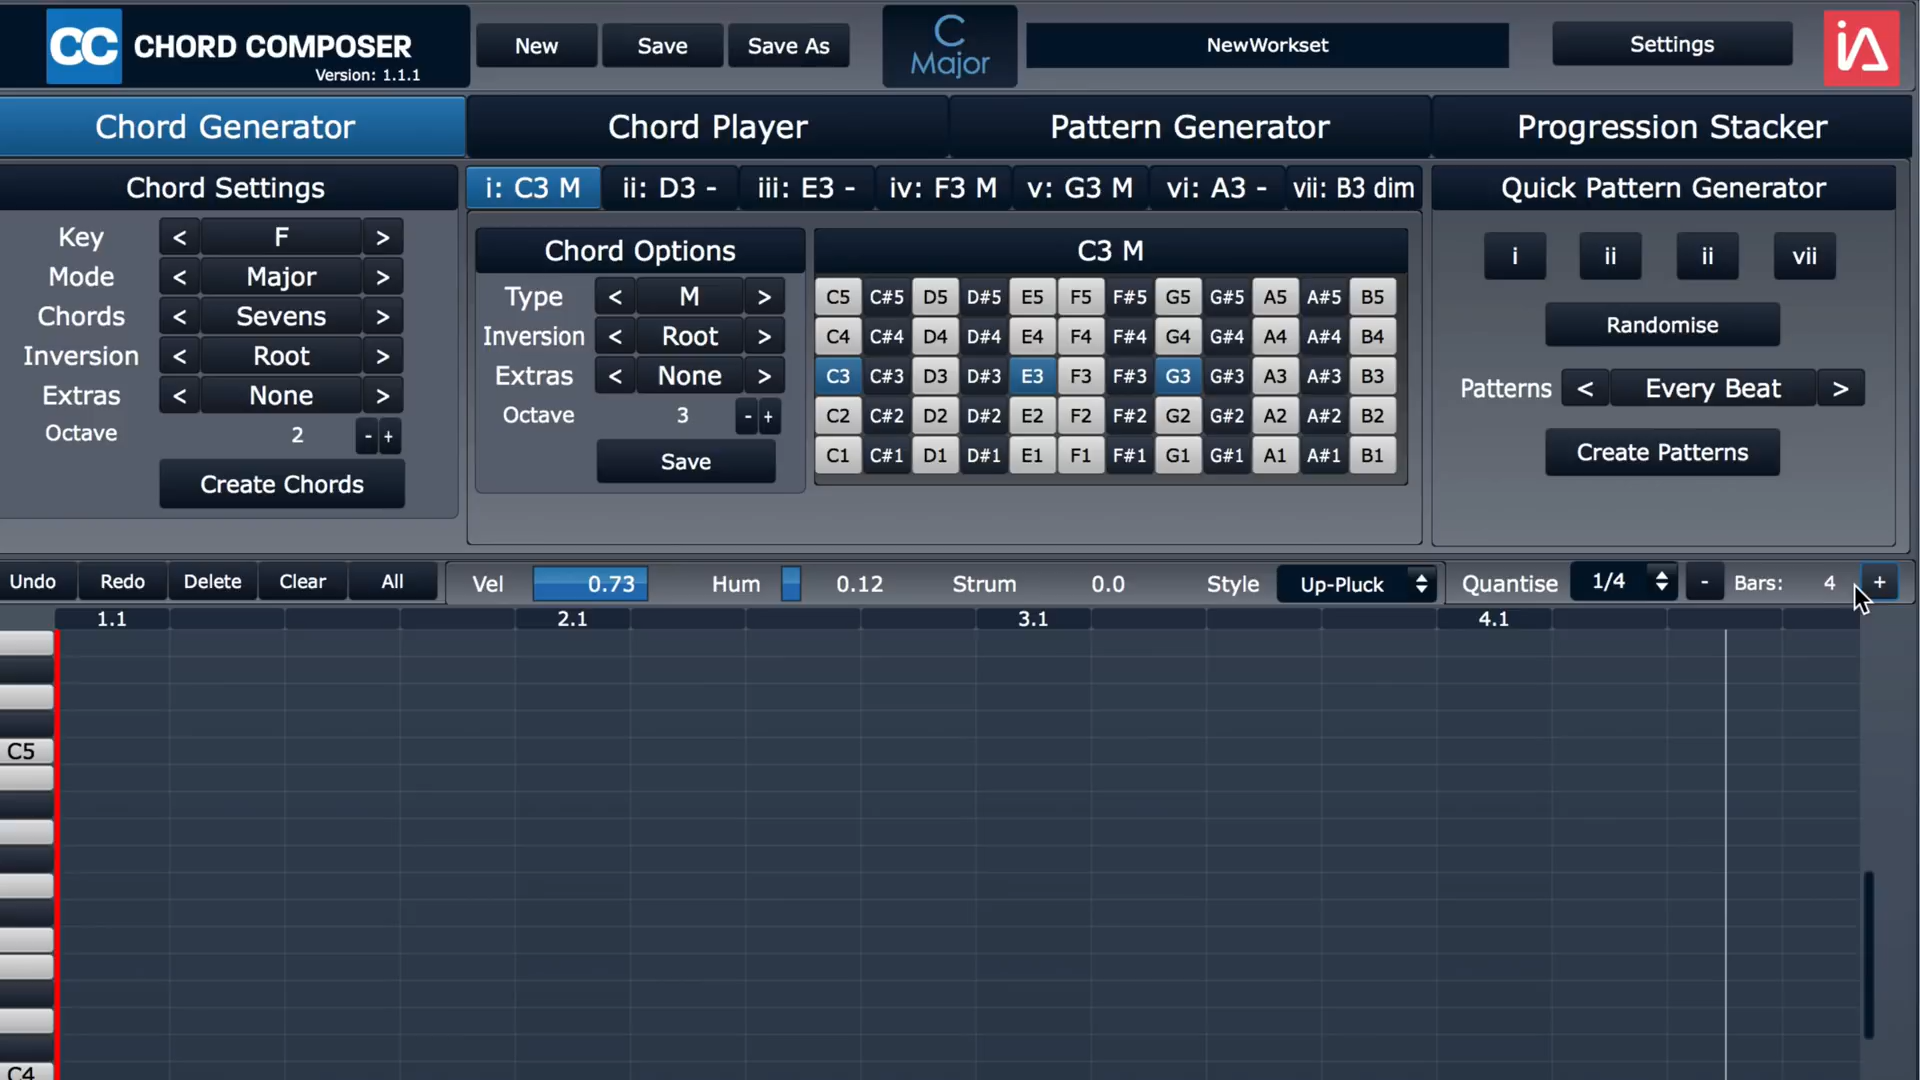 CC CHORD COMPOSER
Version: 1.1.1
New
Save
Save As
C
Major
NewWorkset
Settings
iA
Chord Generator
Chord Player
Pattern Generator
Progression Stacker
Chord Settings
Key < F >
Mode < Major >
Chords < Sevens >
Inversion < Root >
Extras < None >
Octave 2 - +
Create Chords
i: C3 M
ii: D3 -
iii: E3 -
iv: F3 M
v: G3 M
vi: A3 -
vii: B3 dim
Chord Options
Type < M >
Inversion < Root >
Extras < None >
Octave 3 - +
Save
C3 M
C5 C#5 D5 D#5 E5 F5 F#5 G5 G#5 A5 A#5 B5
C4 C#4 D4 D#4 E4 F4 F#4 G4 G#4 A4 A#4 B4
C3 C#3 D3 D#3 E3 F3 F#3 G3 G#3 A3 A#3 B3
C2 C#2 D2 D#2 E2 F2 F#2 G2 G#2 A2 A#2 B2
C1 C#1 D1 D#1 E1 F1 F#1 G1 G#1 A1 A#1 B1
Quick Pattern Generator
i ii ii vii
Randomise
Patterns < Every Beat >
Create Patterns
Undo Redo Delete Clear All Vel 0.73 Hum 0.12 Strum 0.0 Style Up-Pluck Quantise 1/4 - Bars: 4 +
1.1 2.1 3.1 4.1
C5
C4